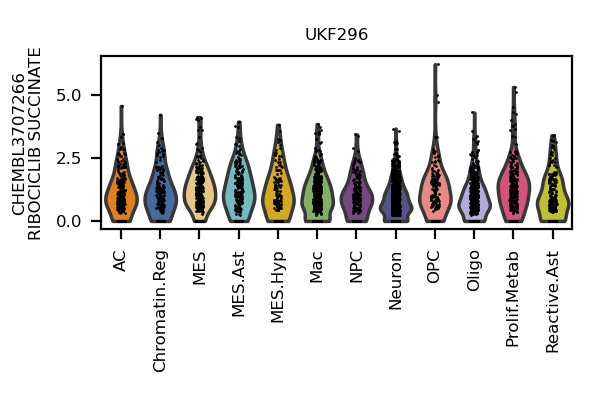 UKF296
CHEMBL3707266
RIBOCICLIB SUCCINATE
5.0
2.5
0.0
AC
Chromatin.Reg
MES
MES.Ast
MES.Hyp
Mac
NPC
Neuron
OPC
Oligo
Prolif.Metab
Reactive.Ast